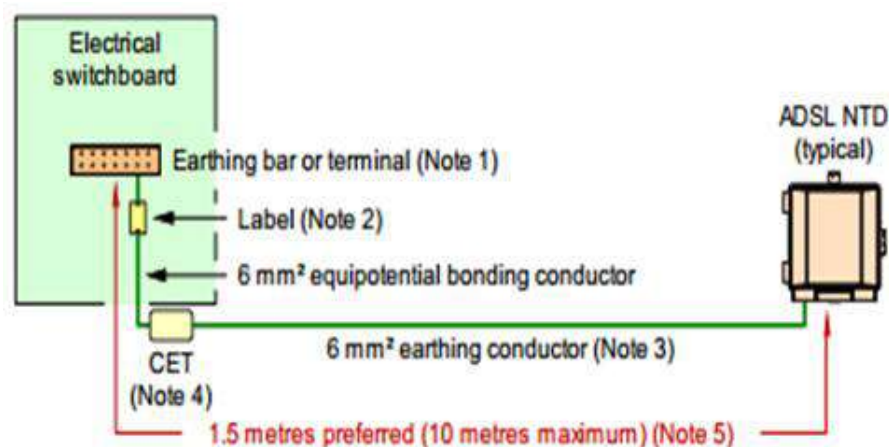 Electrical
switchboard
ADSL NTD
(typical)
Earthing bar or terminal (Note 1)
Label (Note 2)
6 mm² equipotential bonding conductor
6 mm² earthing conductor (Note 3)
CET
(Note 4)
1.5 metres preferred (10 metres maximum) (Note 5)